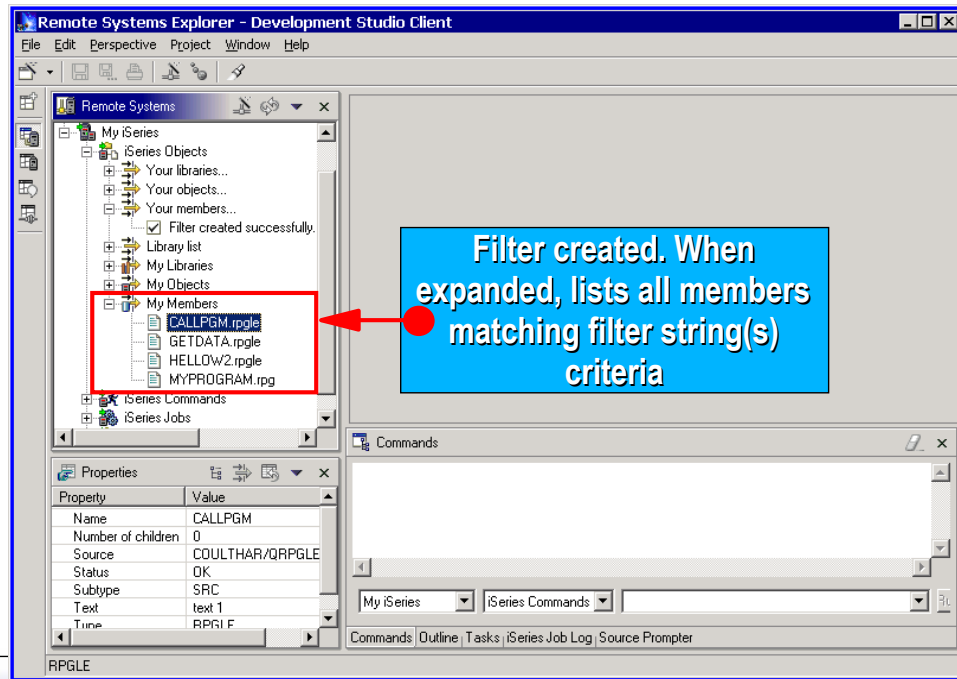 Remote Systems Explorer - Development Studio Client
File Edit Perspective Project Window Help
Remote Systems
My iSeries
iSeries Objects
Your libraries...
Your objects...
Your members...
Filter created successfully.
Library list
My Libraries
My Objects
My Members
CALLPGM.rpgle
GETDATA.rpgle
HELLOW2.rpgle
MYPROGRAM.rpg
iSeries Commands
iSeries Jobs
Filter created. When
expanded, lists all members
matching filter string(s)
criteria
Properties
Property Value
Name CALLPGM
Number of children 0
Source COULTHAR/QRPGLE
Status OK
Subtype SRC
Text text 1
Type RPGLE
Commands
My iSeries iSeries Commands
Commands Outline Tasks iSeries Job Log Source Prompter
RPGLE